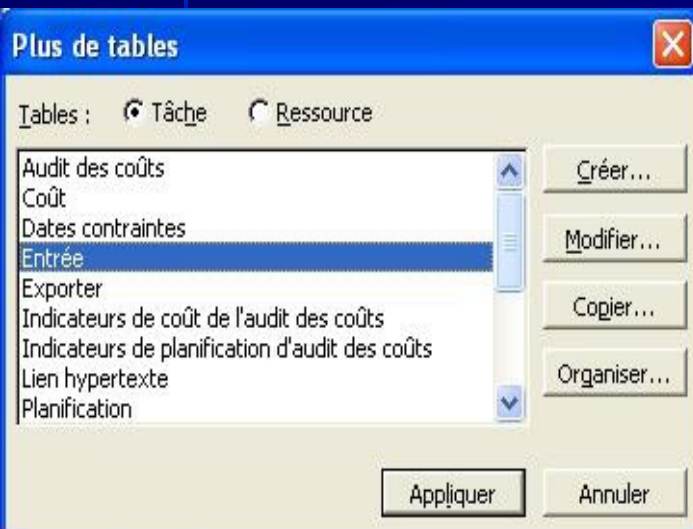 Plus de tables
Tables : Tâche Ressource
Audit des coûts
Coût
Dates contraintes
Entrée
Exporter
Indicateurs de coût de l'audit des coûts
Indicateurs de planification d'audit des coûts
Lien hypertexte
Planification
Créer...
Modifier...
Copier...
Organiser...
Appliquer
Annuler